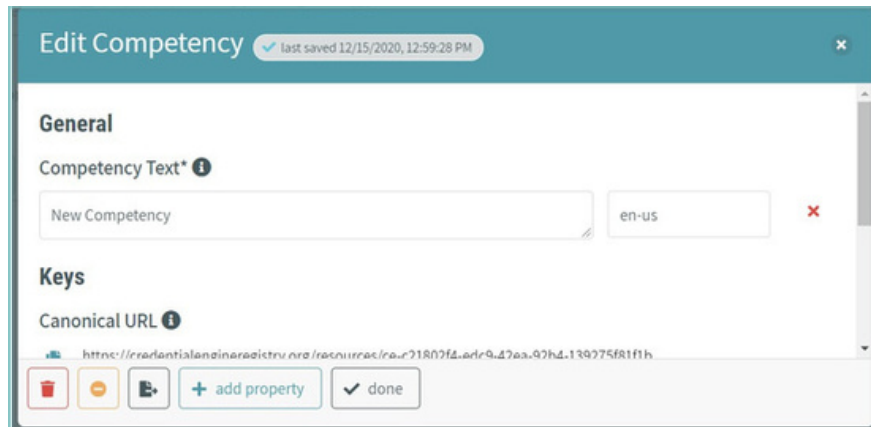 Edit Competency last saved 12/15/2020, 12:59:28 PM
General
Competency Text*
New Competency en-us
Keys
Canonical URL
https://credentialengineregistry.org/resources/ce-c21802f4-edc9-42ea-92b4-139275f81f1b
add property done